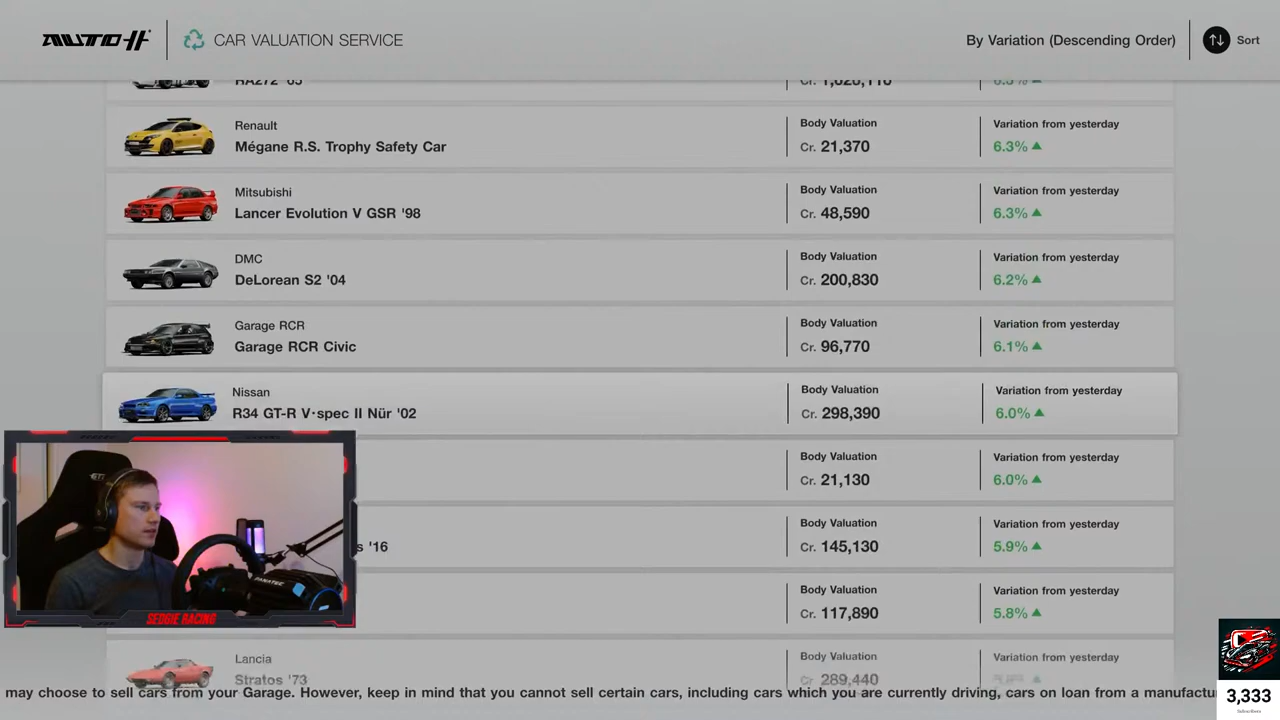 AUTO-H
CAR VALUATION SERVICE
By Variation (Descending Order)
Sort
RA272 '65
Renault
Mégane R.S. Trophy Safety Car
Body Valuation
Cr. 21,370
Variation from yesterday
6.3%
Mitsubishi
Lancer Evolution V GSR '98
Body Valuation
Cr. 48,590
Variation from yesterday
6.3%
DMC
DeLorean S2 '04
Body Valuation
Cr. 200,830
Variation from yesterday
6.2%
Garage RCR
Garage RCR Civic
Body Valuation
Cr. 96,770
Variation from yesterday
6.1%
Nissan
R34 GT-R V·spec II Nür '02
Body Valuation
Cr. 298,390
Variation from yesterday
6.0%
Body Valuation
Cr. 21,130
Variation from yesterday
6.0%
s '16
Body Valuation
Cr. 145,130
Variation from yesterday
5.9%
Body Valuation
Cr. 117,890
Variation from yesterday
5.8%
Lancia
Stratos '73
Body Valuation
Cr. 289,440
Variation from yesterday
FANATEC
SEDGIE RACING
may choose to sell cars from your Garage. However, keep in mind that you cannot sell certain cars, including cars which you are currently driving, cars on loan from a manufactu
3,333
Subscribers